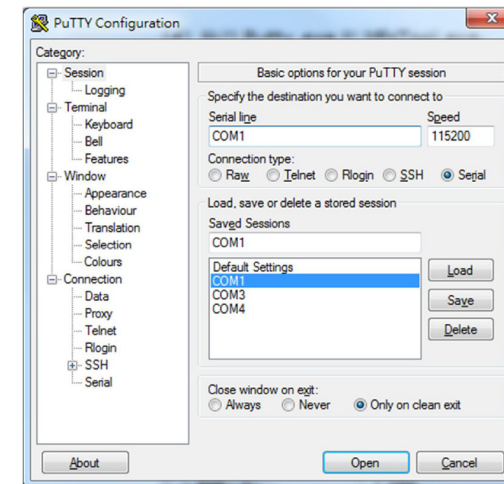 PuTTY Configuration
Category:
Session
Logging
Terminal
Keyboard
Bell
Features
Window
Appearance
Behaviour
Translation
Selection
Colours
Connection
Data
Proxy
Telnet
Rlogin
SSH
Serial
Basic options for your PuTTY session
Specify the destination you want to connect to
Serial line Speed
COM1 115200
Connection type:
Raw Telnet Rlogin SSH Serial
Load, save or delete a stored session
Saved Sessions
COM1
Default Settings
COM1
COM3
COM4
Load
Save
Delete
Close window on exit:
Always Never Only on clean exit
About Open Cancel